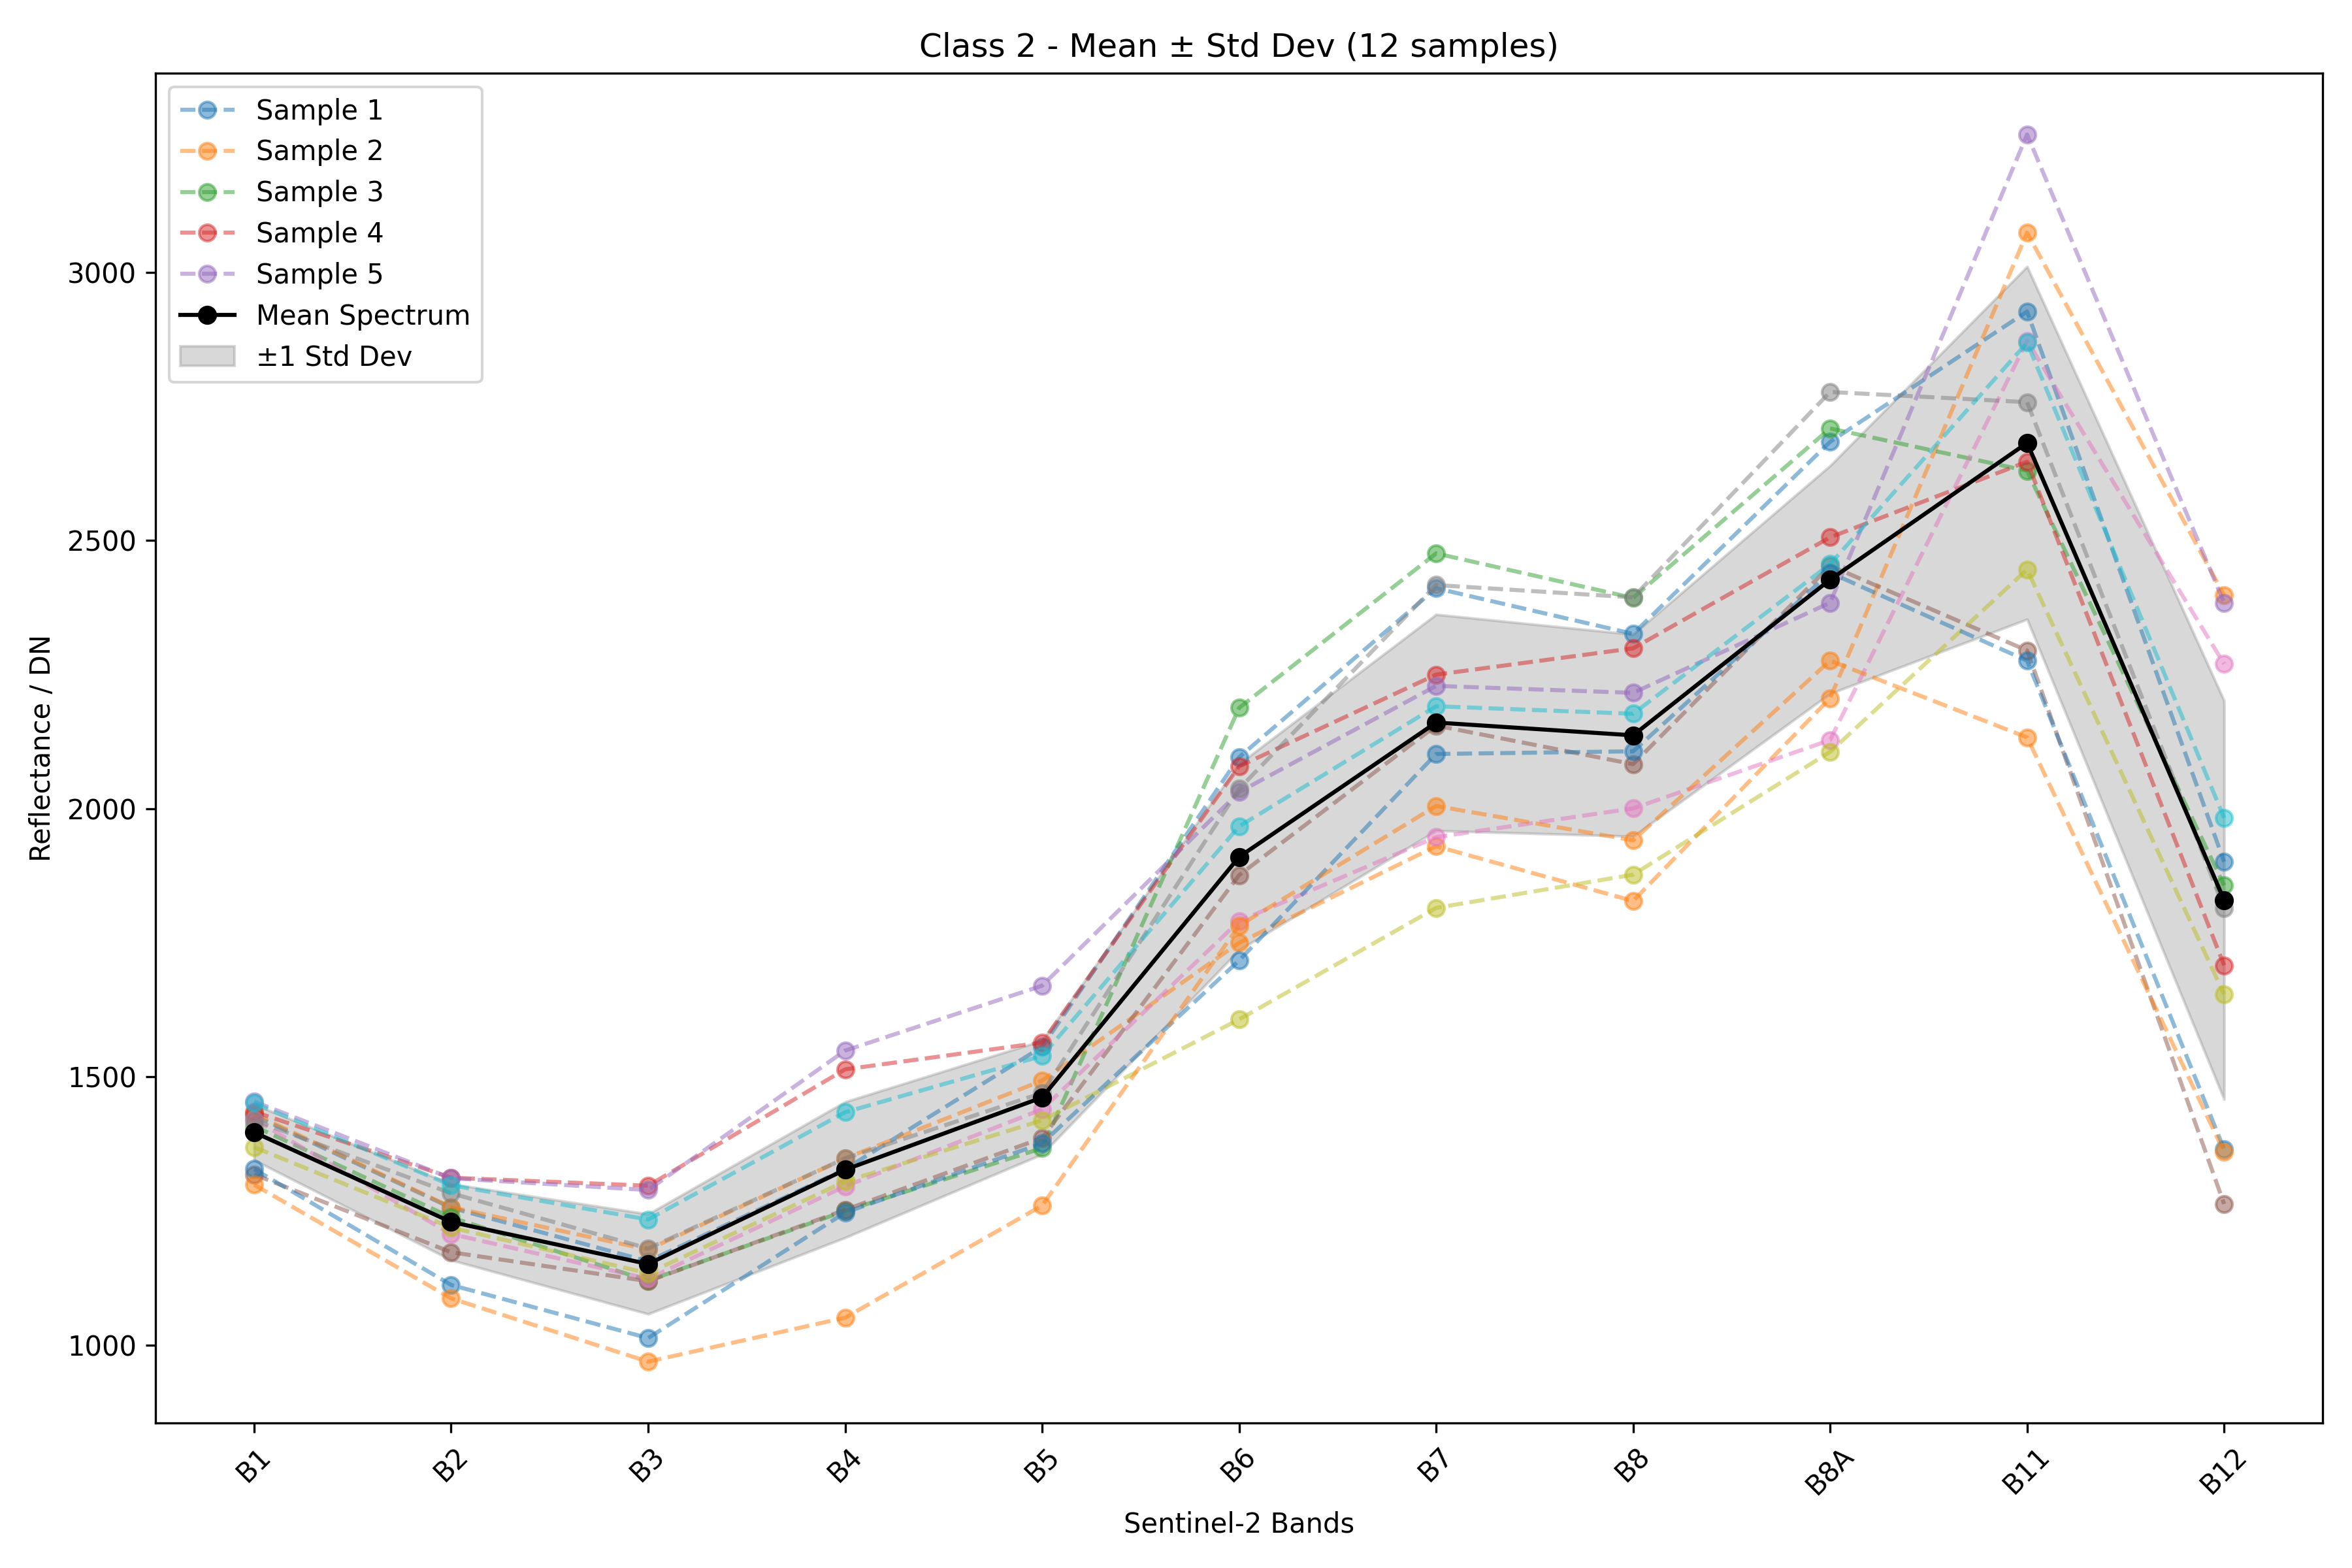 Class 2 - Mean ± Std Dev (12 samples)
Sample 1
Sample 2
Sample 3
Sample 4
Sample 5
Mean Spectrum
±1 Std Dev
Reflectance / DN
3000
2500
2000
1500
1000
B1
B2
B3
B4
B5
B6
B7
B8
B8A
B11
B12
Sentinel-2 Bands